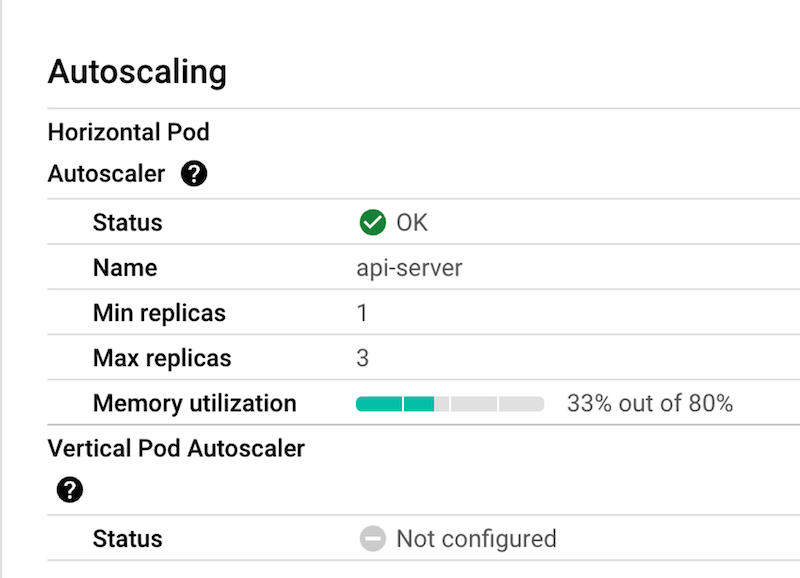 Autoscaling
Horizontal Pod
Autoscaler ?
Status OK
Name api-server
Min replicas 1
Max replicas 3
Memory utilization 33% out of 80%
Vertical Pod Autoscaler
?
Status Not configured